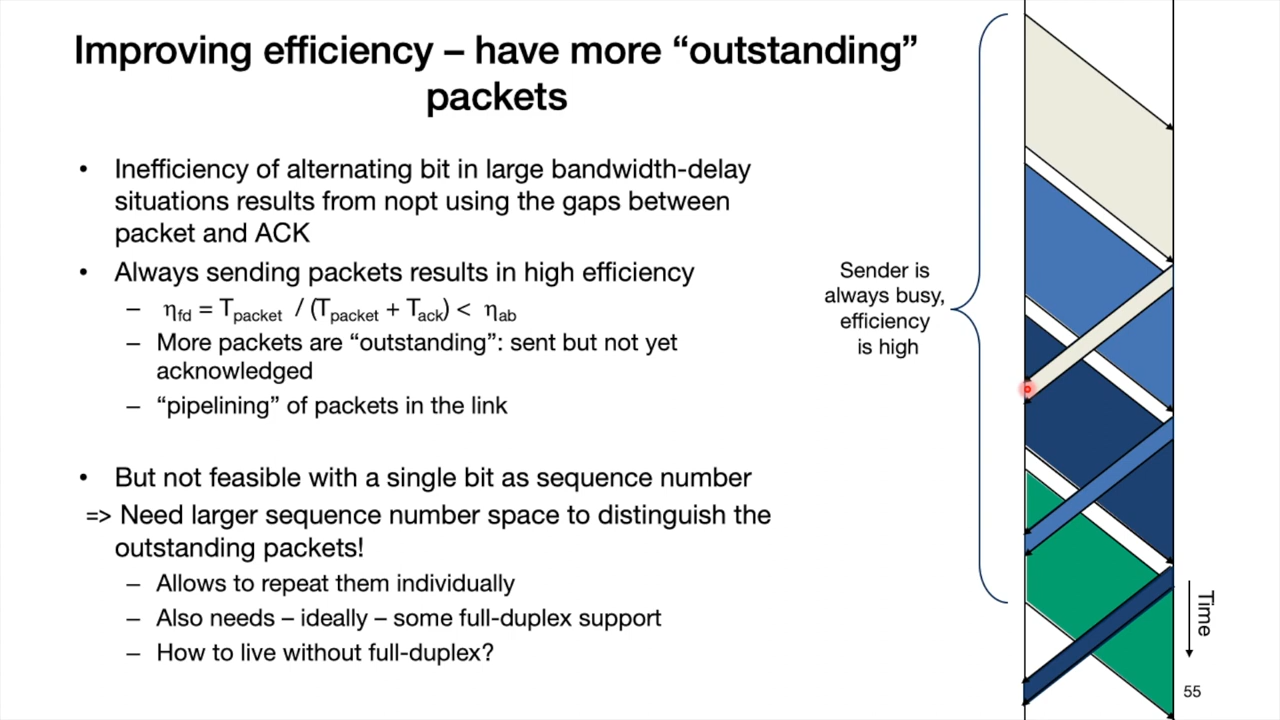 Improving efficiency – have more “outstanding”
packets
• Inefficiency of alternating bit in large bandwidth-delay
situations results from nopt using the gaps between
packet and ACK
• Always sending packets results in high efficiency
– ηfd = Tpacket / (Tpacket + Tack) < ηab
– More packets are “outstanding”: sent but not yet
acknowledged
– “pipelining” of packets in the link
• But not feasible with a single bit as sequence number
=> Need larger sequence number space to distinguish the
outstanding packets!
– Allows to repeat them individually
– Also needs – ideally – some full-duplex support
– How to live without full-duplex?
Sender is
always busy,
efficiency
is high
Time
55